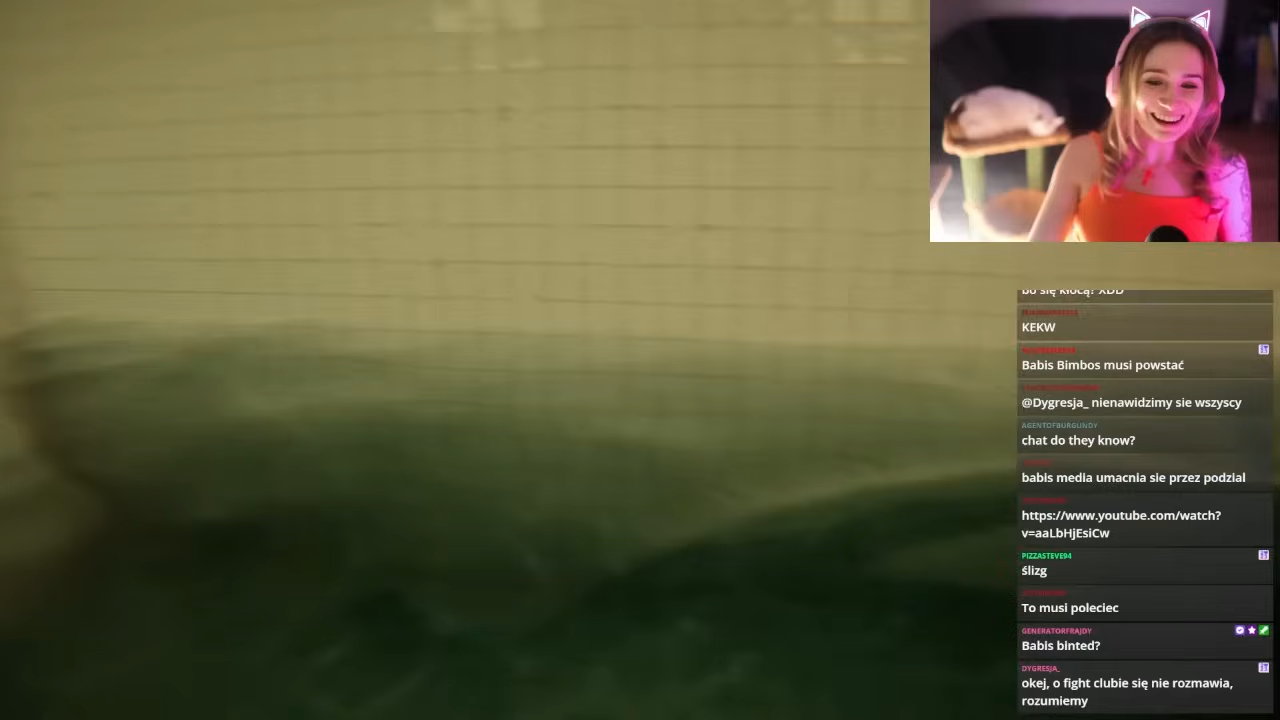 bo się kłócą? XDD
KEKW
Babis Bimbos musi powstać
@Dygresja_ nienawidzimy sie wszyscy
AGENTOFBURGUNDY
chat do they know?
babis media umacnia sie przez podzial
https://www.youtube.com/watch?
v=aaLbHjEsiCw
PIZZASTEVE94
ślizg
To musi poleciec
GENERATORFRAJDY
Babis binted?
DYGRESJA_
okej, o fight clubie się nie rozmawia,
rozumiemy